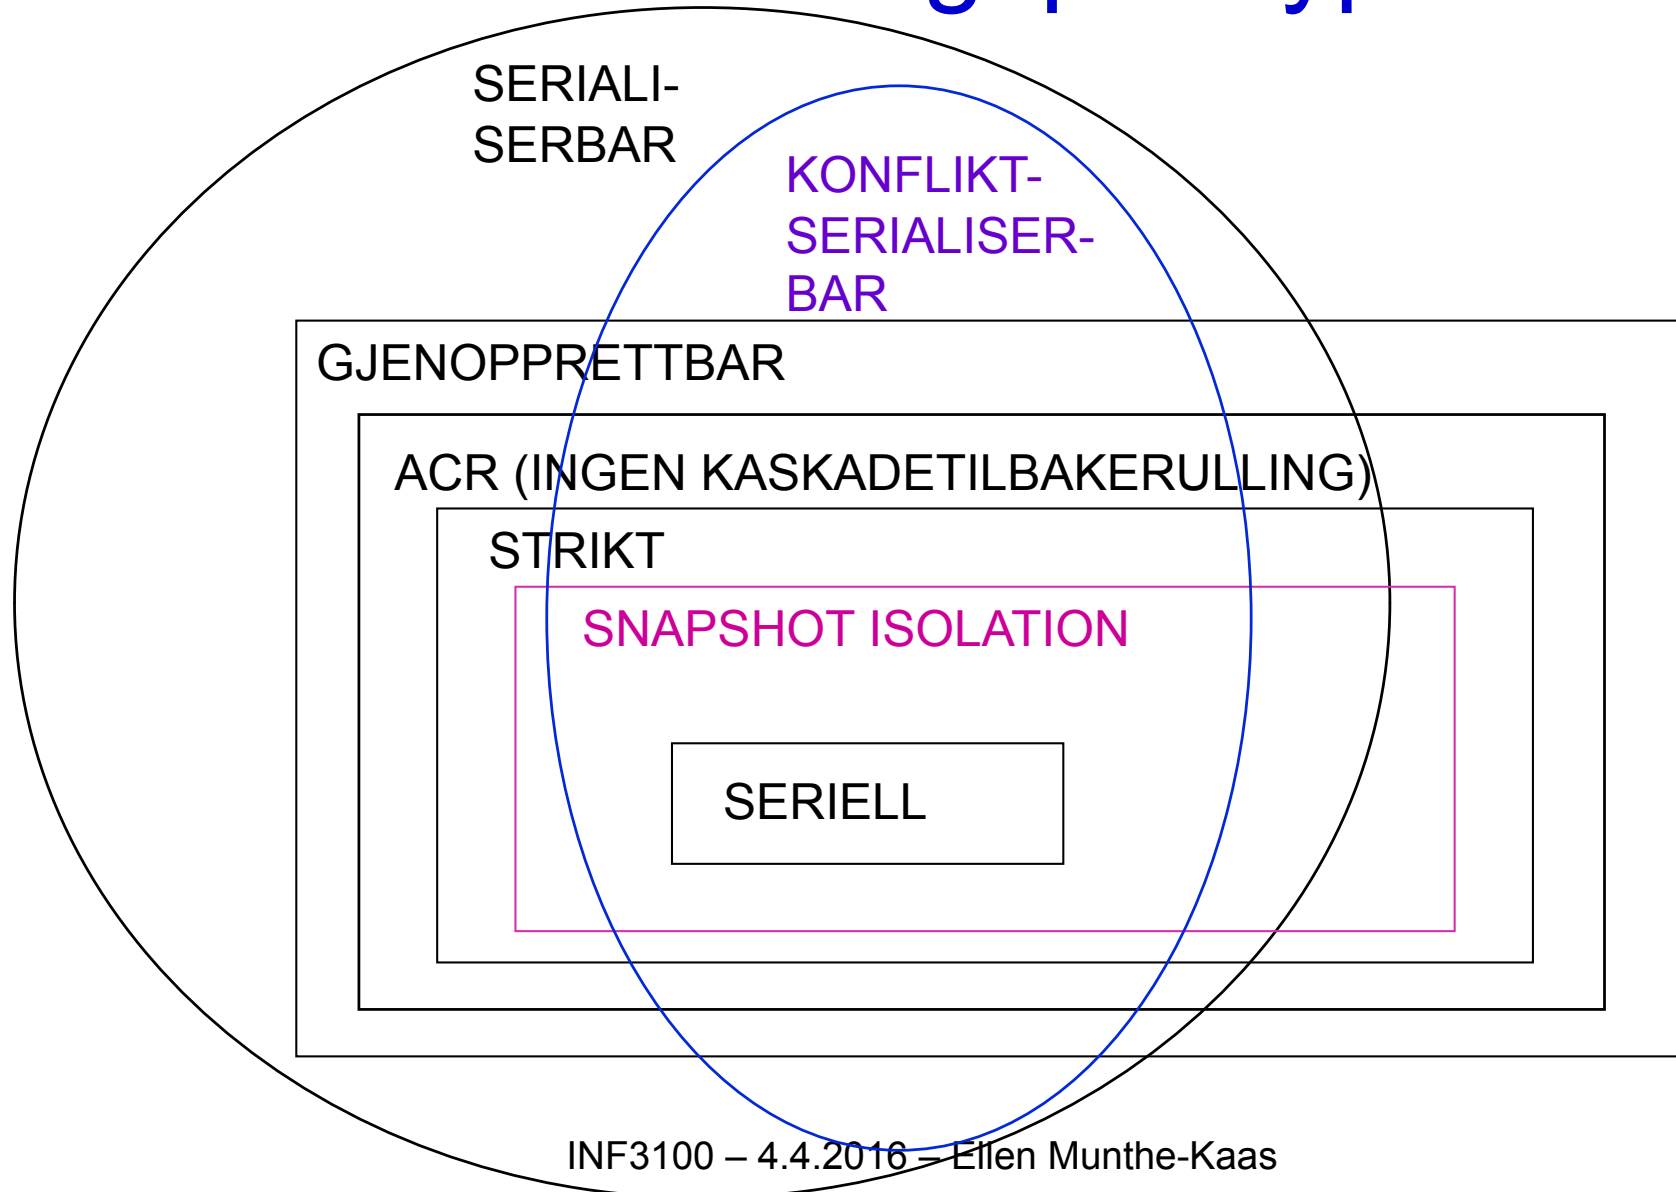 SERIALI-
SERBAR
KONFLIKT-
SERIALISER-
BAR
GJENOPPRETTBAR
ACR (INGEN KASKADETILBAKERULLING)
STRIKT
SNAPSHOT ISOLATION
SERIELL
INF3100 – 4.4.2016 – Ellen Munthe-Kaas